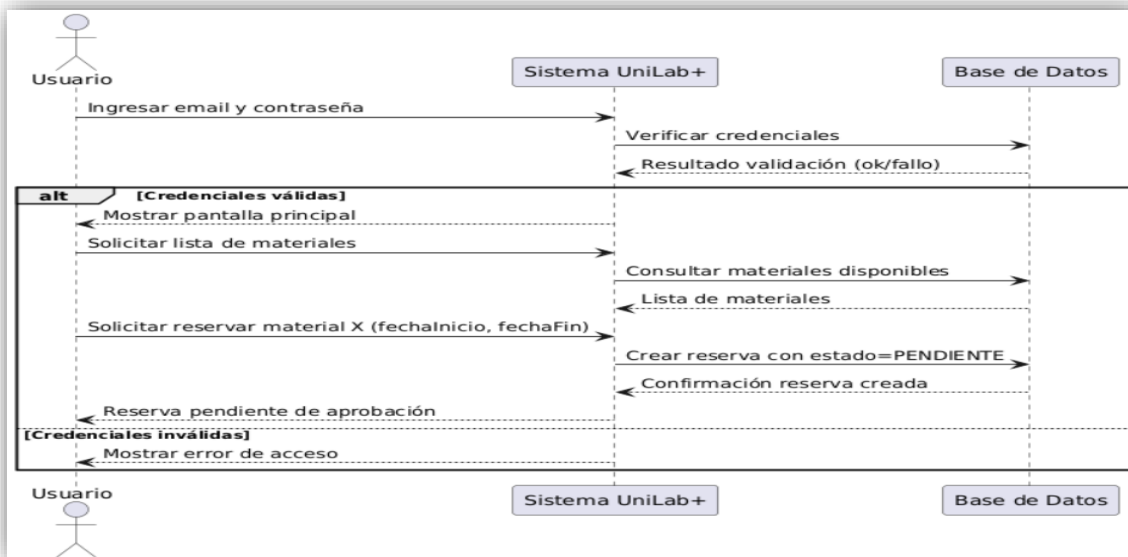 Usuario
Sistema UniLab+
Base de Datos
Ingresar email y contraseña
Verificar credenciales
Resultado validación (ok/fallo)
alt
[Credenciales válidas]
Mostrar pantalla principal
Solicitar lista de materiales
Consultar materiales disponibles
Lista de materiales
Solicitar reservar material X (fechaInicio, fechaFin)
Crear reserva con estado=PENDIENTE
Confirmación reserva creada
Reserva pendiente de aprobación
[Credenciales inválidas]
Mostrar error de acceso
Usuario
Sistema UniLab+
Base de Datos